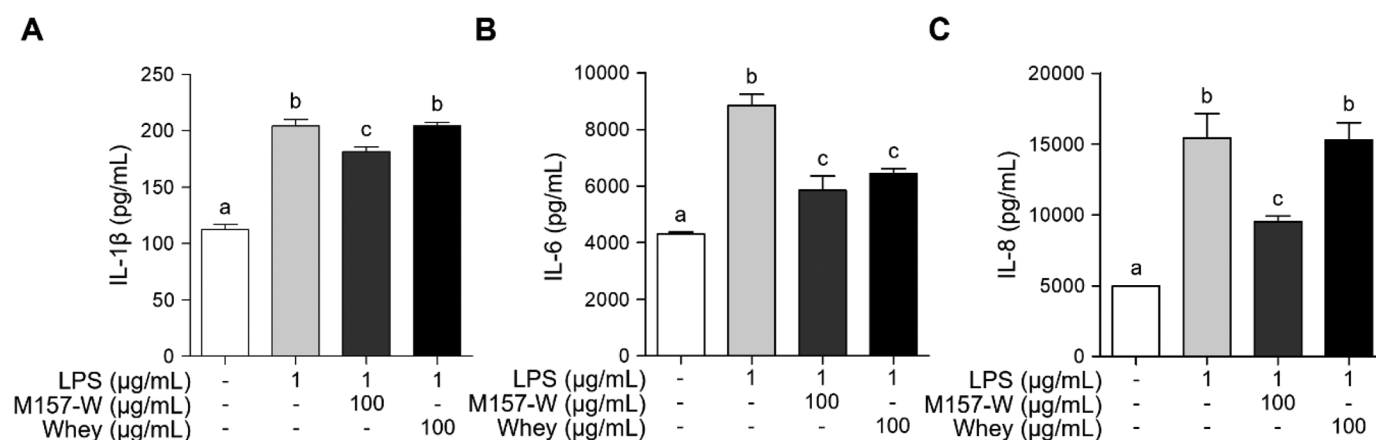 A
IL-1β (pg/mL)
250
200
150
100
50
0
a
b
c
b
LPS (μg/mL) - 1 1 1
M157-W (μg/mL) - - 100 -
Whey (μg/mL) - - - 100
B
IL-6 (pg/mL)
10000
8000
6000
4000
2000
0
a
b
c
c
LPS (μg/mL) - 1 1 1
M157-W (μg/mL) - - 100 -
Whey (μg/mL) - - - 100
C
IL-8 (pg/mL)
20000
15000
10000
5000
0
a
b
c
b
LPS (μg/mL) - 1 1 1
M157-W (μg/mL) - - 100 -
Whey (μg/mL) - - - 100